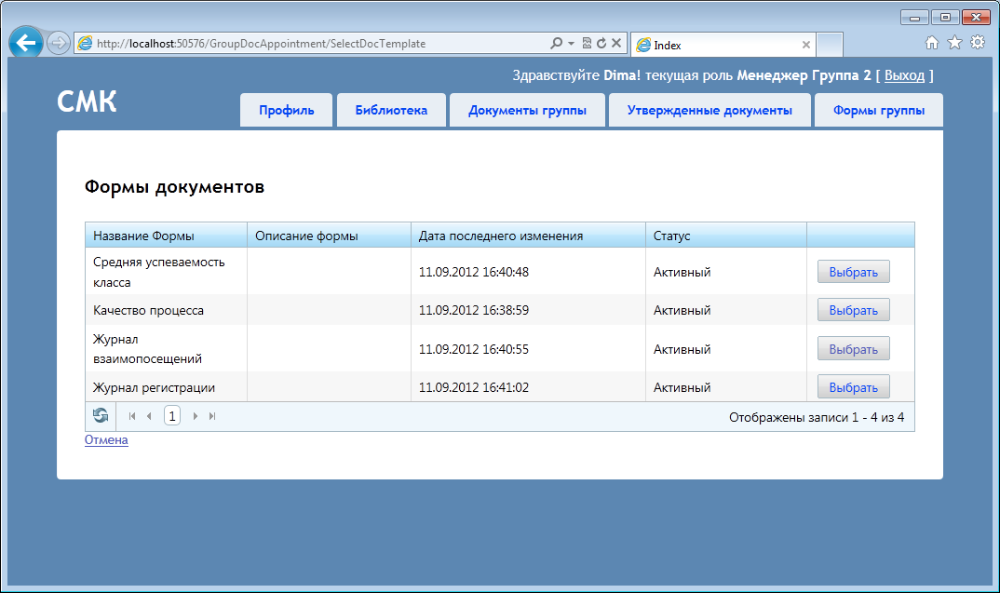 http://localhost:50576/GroupDocAppointment/SelectDocTemplate
Index
Здравствуйте Dima! текущая роль Менеджер Группа 2 [ Выход ]
СМК
Профиль
Библиотека
Документы группы
Утвержденные документы
Формы группы
Формы документов
Название Формы
Описание формы
Дата последнего изменения
Статус
Средняя успеваемость
класса
11.09.2012 16:40:48
Активный
Выбрать
Качество процесса
11.09.2012 16:38:59
Активный
Выбрать
Журнал
взаимопосещений
11.09.2012 16:40:55
Активный
Выбрать
Журнал регистрации
11.09.2012 16:41:02
Активный
Выбрать
1
Отображены записи 1 - 4 из 4
Отмена